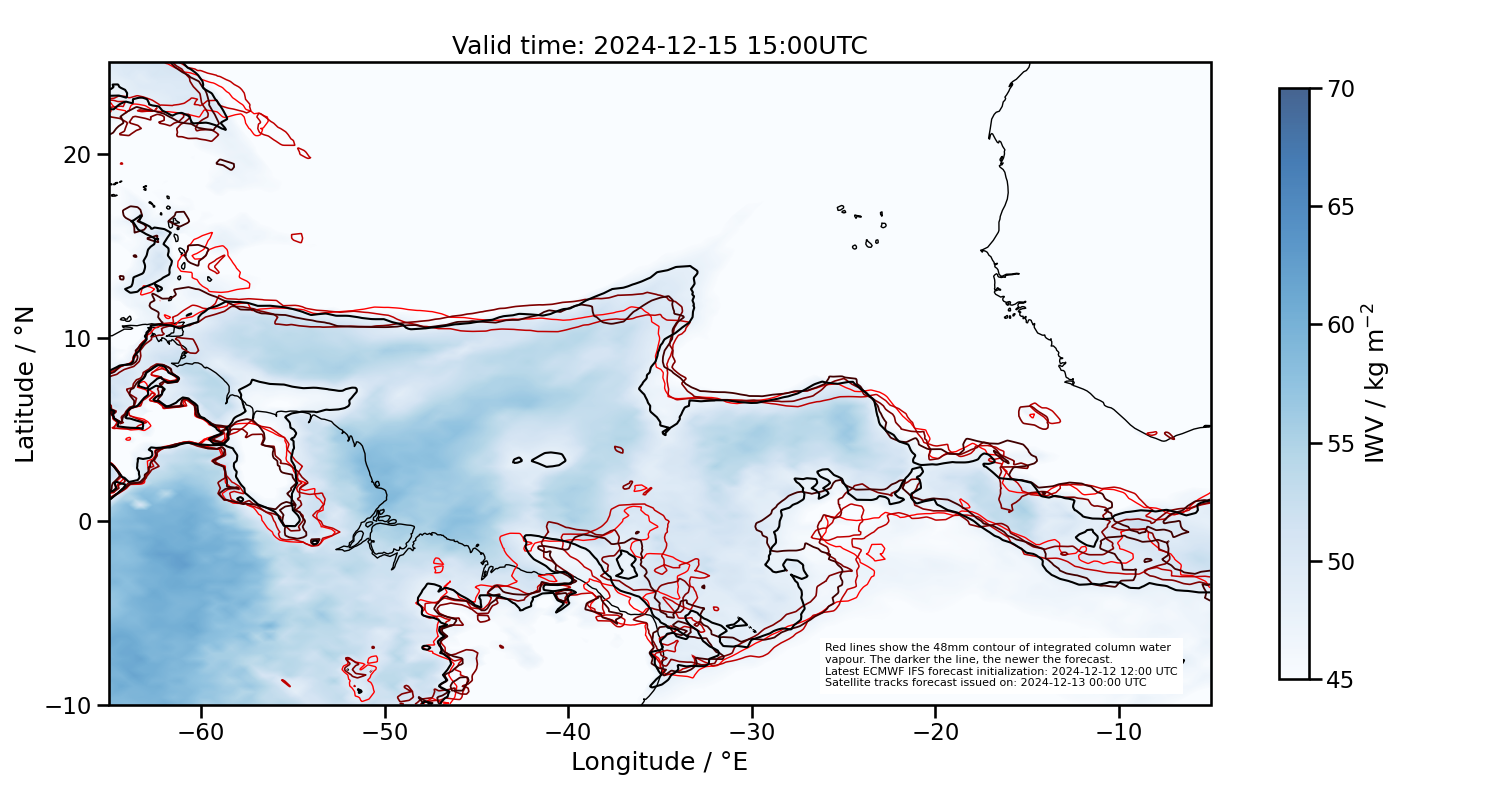 Valid time: 2024-12-15 15:00UTC
Latitude / °N
20
10
0
−10
−60
−50
−40
−30
−20
−10
Longitude / °E
Red lines show the 48mm contour of integrated column water
vapour. The darker the line, the newer the forecast.
Latest ECMWF IFS forecast initialization: 2024-12-12 12:00 UTC
Satellite tracks forecast issued on: 2024-12-13 00:00 UTC
70
65
60
55
50
45
IWV / kg m⁻²